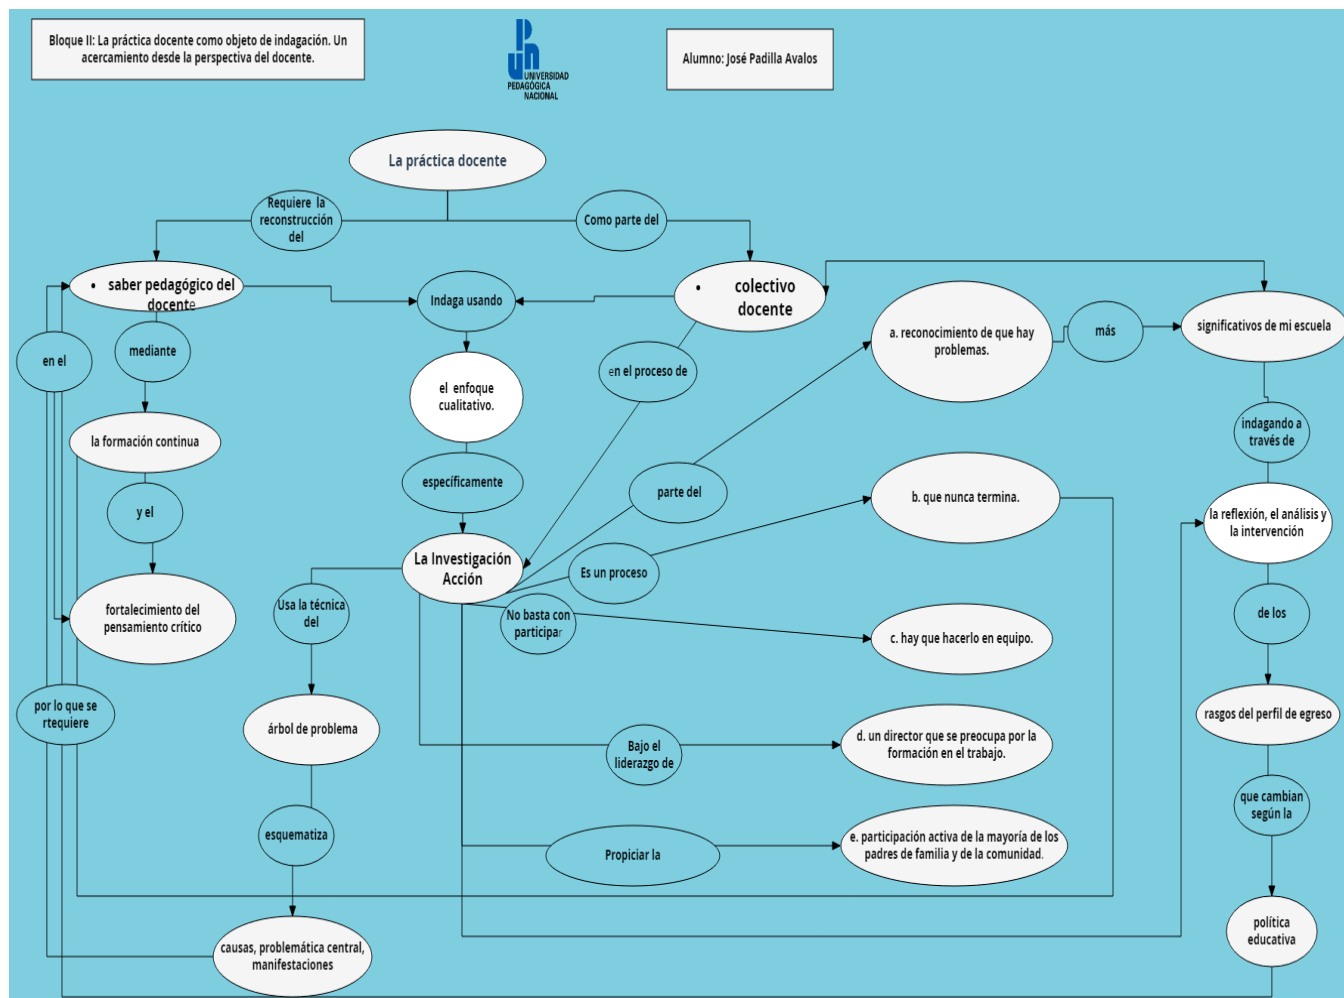 Bloque II: La práctica docente como objeto de indagación. Un
acercamiento desde la perspectiva del docente.
UNIVERSIDAD
PEDAGÓGICA
NACIONAL
Alumno: José Padilla Avalos
La práctica docente
Requiere la
reconstrucción
del
Como parte del
• saber pedagógico del
docente
Indaga usando
• colectivo
docente
en el
mediante
el enfoque
cualitativo.
en el proceso de
a. reconocimiento de que hay
problemas.
más
significativos de mi escuela
la formación continua
específicamente
parte del
indagando a
través de
y el
La Investigación
Acción
Es un proceso
b. que nunca termina.
la reflexión, el análisis y
la intervención
fortalecimiento del
pensamiento crítico
Usa la técnica
del
No basta con
participar
c. hay que hacerlo en equipo.
de los
por lo que se
rtequiere
árbol de problema
Bajo el
liderazgo de
d. un director que se preocupa por la
formación en el trabajo.
rasgos del perfil de egreso
esquematiza
Propiciar la
e. participación activa de la mayoría de los
padres de familia y de la comunidad.
que cambian
según la
causas, problemática central,
manifestaciones
política
educativa